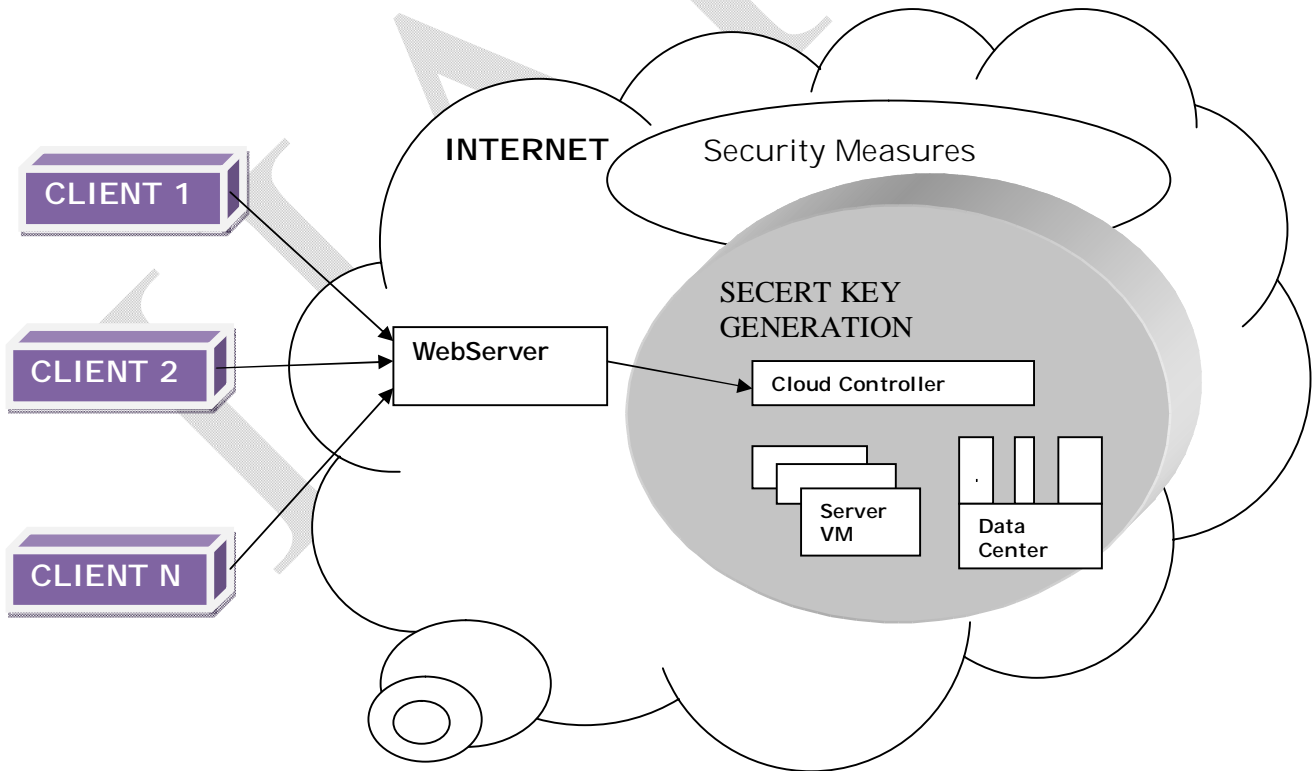 INTERNET
Security Measures
CLIENT 1
SECERT KEY
GENERATION
WebServer
CLIENT 2
Cloud Controller
Server
VM
Data
Center
CLIENT N